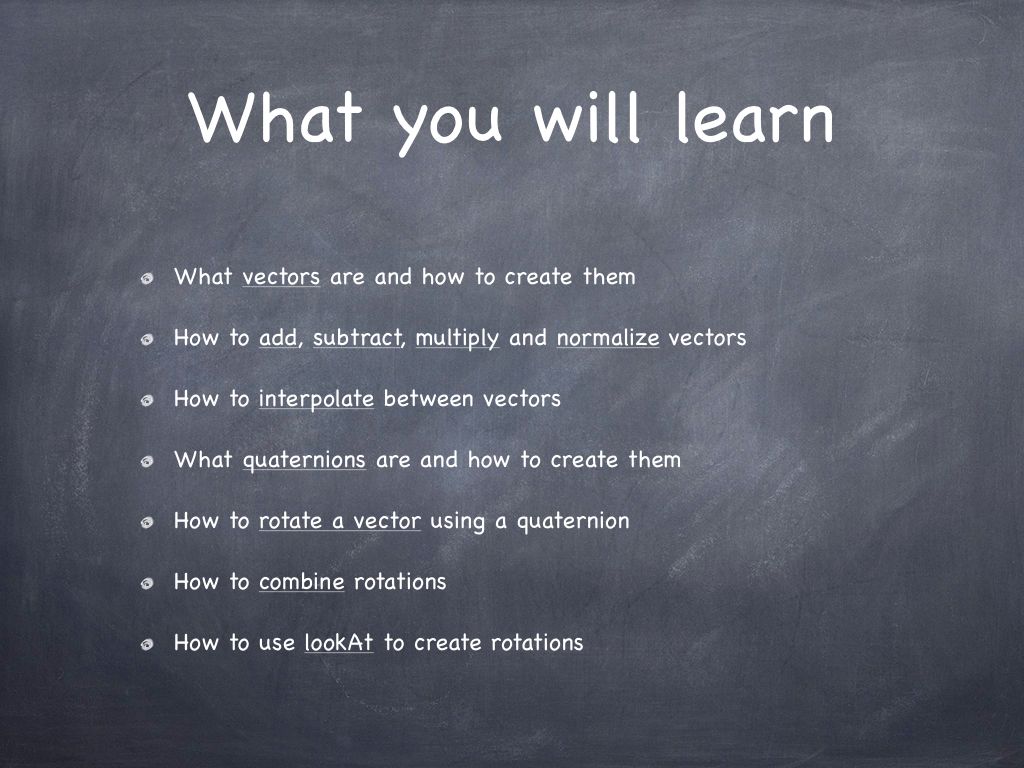 What you will learn
What vectors are and how to create them
How to add, subtract, multiply and normalize vectors
How to interpolate between vectors
What quaternions are and how to create them
How to rotate a vector using a quaternion
How to combine rotations
How to use lookAt to create rotations